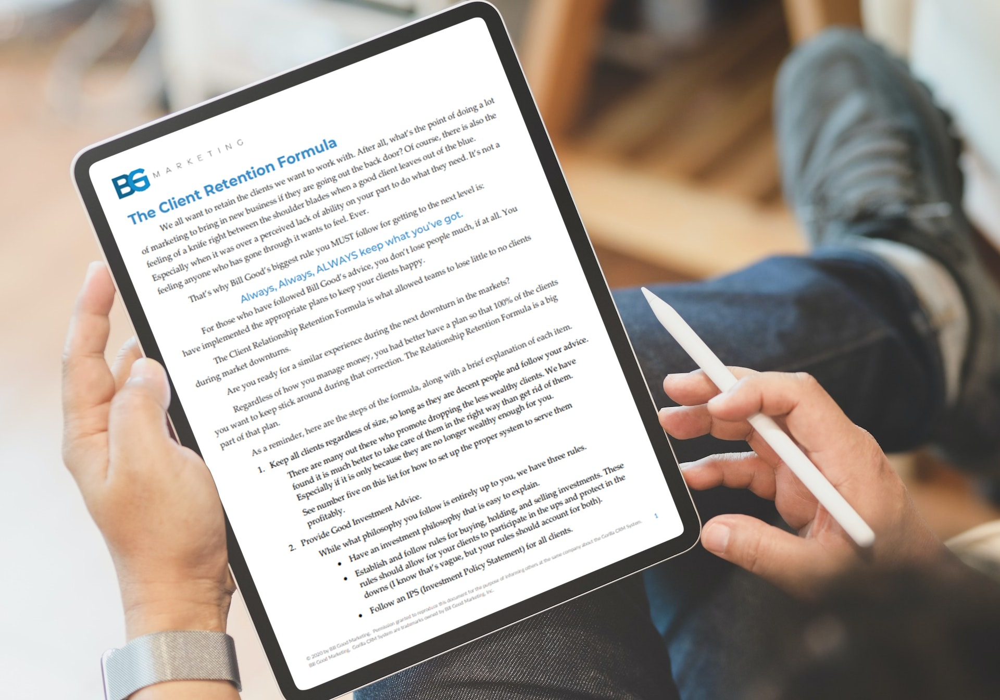 BG MARKETING
The Client Retention Formula
We all want to retain the clients we want to work with. After all, what's the point of doing a lot
of marketing to bring in new business if they are going out the back door? Of course, there is also the
feeling of a knife right between the shoulder blades when a good client leaves out of the blue.
Especially when it was over a perceived lack of ability on your part to do what they need. It's not a
feeling anyone who has gone through it wants to feel. Ever.
That's why Bill Good's biggest rule you MUST follow for getting to the next level is:
Always, Always, ALWAYS keep what you've got.
For those who have followed Bill Good's advice, you don't lose people much, if at all. You
have implemented the appropriate plans to keep your clients happy.
The Client Relationship Retention Formula is what allowed teams to lose little to no clients
during market downturns.
Are you ready for a similar experience during the next downturn in the markets?
Regardless of how you manage money, you had better have a plan so that 100% of the clients
you want to keep stick around during that correction. The Relationship Retention Formula is a big
part of that plan.
As a reminder, here are the steps of the formula, along with a brief explanation of each item.
1. Keep all clients regardless of size, so long as they are decent people and follow your advice.
There are many out there who promote dropping the less wealthy clients. We have
found it is much better to take care of them in the right way than get rid of them.
Especially if it is only because they are no longer wealthy enough for you.
See number five on this list for how to set up the proper system to serve them
profitably.
2. Provide Good Investment Advice.
While what philosophy you follow is entirely up to you, we have three rules.
• Have an investment philosophy that is easy to explain.
• Establish and follow rules for buying, holding, and selling investments. These
rules should allow for your clients to participate in the ups and protect in the
downs (I know that's vague, but your rules should account for both).
• Follow an IPS (Investment Policy Statement) for all clients.
© 2020 by Bill Good Marketing. Permission granted to reproduce this document for the purpose of informing others at the same company about the Gorilla CRM System.
Bill Good Marketing, Gorilla CRM System are trademarks owned by Bill Good Marketing, Inc.
1